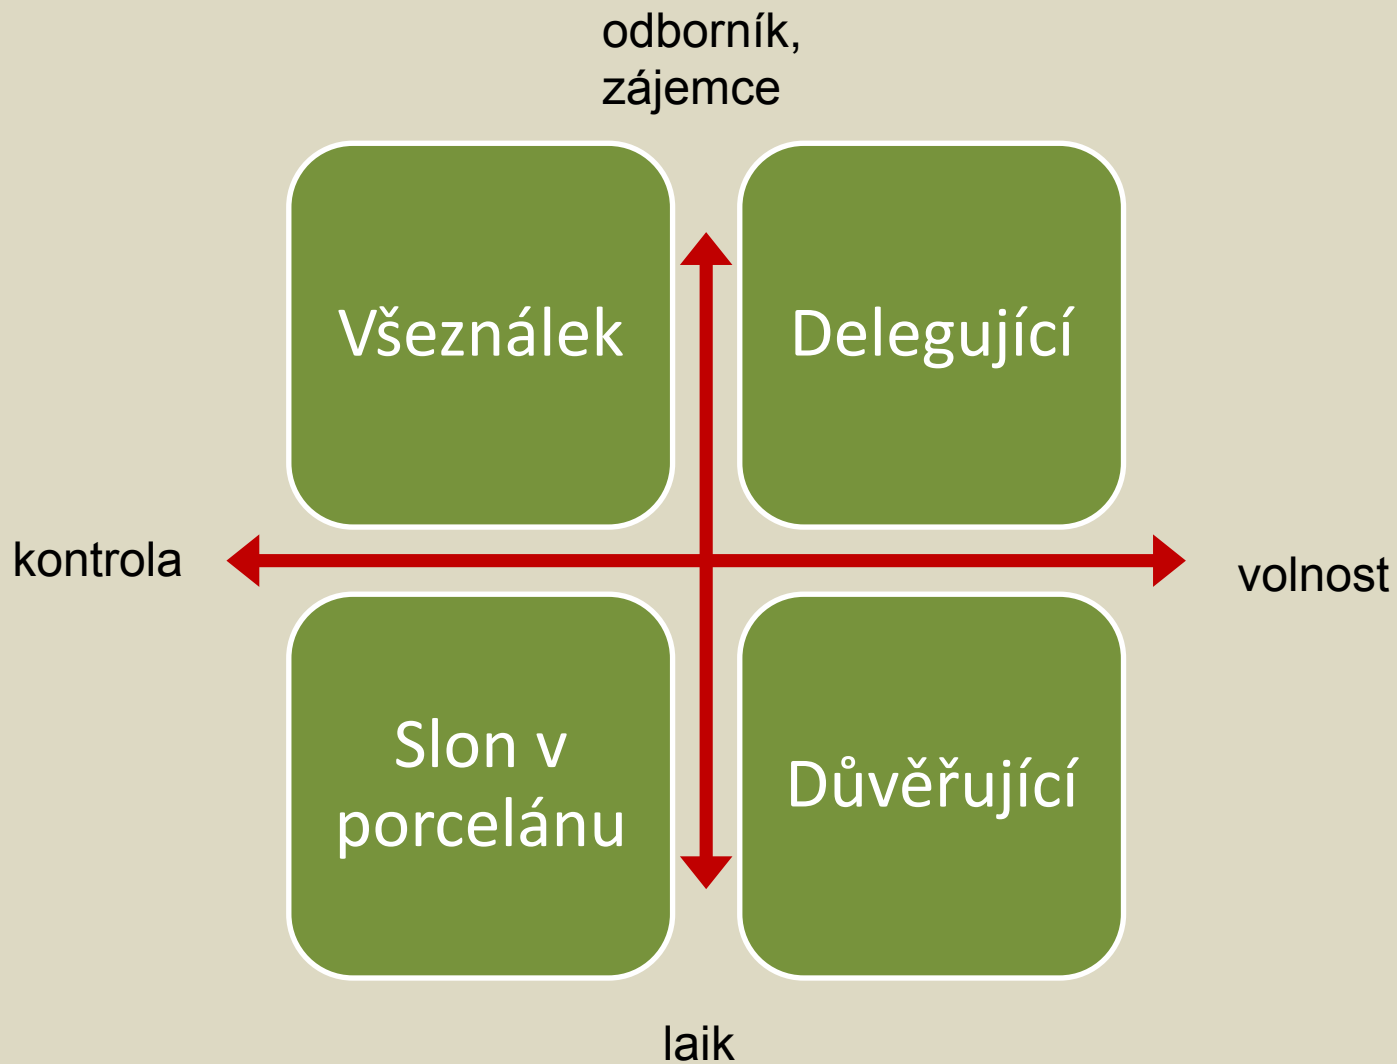 odborník,
zájemce
Všeználek
Delegující
kontrola
volnost
Slon v
porcelánu
Důvěřující
laik